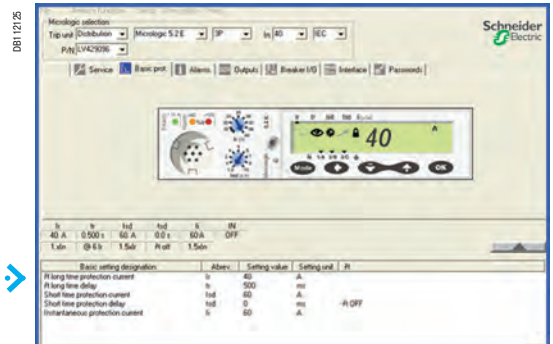 DB112125
Micrologic selection
Trip unit Distribution Micrologic 5.2 E 3P In 40 IEC
P/N LV429096
Schneider
Electric
Service Basic prot. Alarms Outputs Breaker I/O Interface Passwords
40 A
Mode OK
Ir tr Isd tsd Ii IN
40 A 0.500 s 60 A 0.0 s 60 A OFF
1.xIn @ 6 Ir 1.5xIr I²t off 1.5xIn
Basic setting designation Abrev. Setting value Setting unit I²t
R long time protection current Ir 40 A
R long time delay tr 500 ms
Short time protection current Isd 60 A
Short time protection delay tsd 0 ms I²t OFF
Instantaneous protection current Ii 60 A